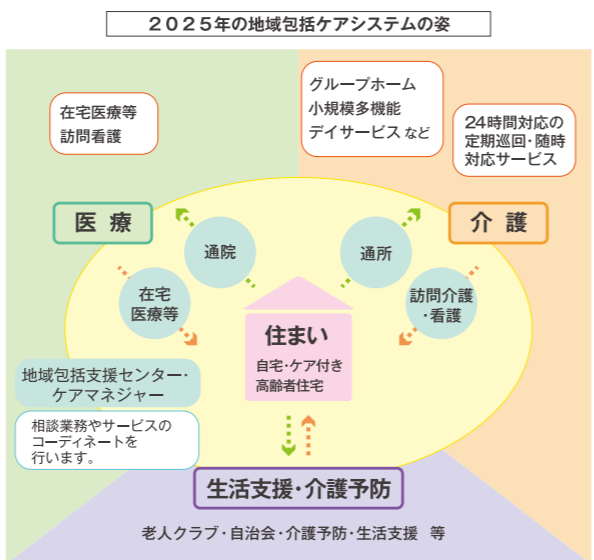 2025年の地域包括ケアシステムの姿
在宅医療等
訪問看護
グループホーム
小規模多機能
デイサービス など
24時間対応の
定期巡回・随時
対応サービス
医療
介護
通院
通所
在宅
医療等
訪問介護
・看護
住まい
自宅・ケア付き
高齢者住宅
地域包括支援センター・
ケアマネジャー
相談業務やサービスの
コーディネートを
行います。
生活支援・介護予防
老人クラブ・自治会・介護予防・生活支援 等